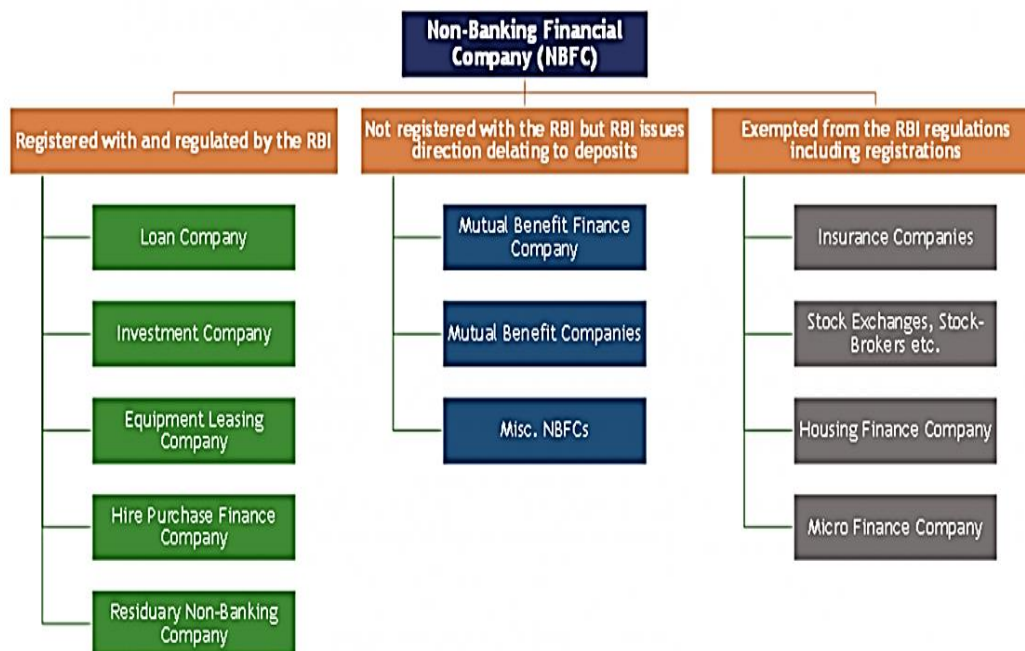 Non-Banking Financial
Company (NBFC)
Registered with and regulated by the RBI
Not registered with the RBI but RBI issues
direction delating to deposits
Exempted from the RBI regulations
including registrations
Loan Company
Investment Company
Equipment Leasing
Company
Hire Purchase Finance
Company
Residuary Non-Banking
Company
Mutual Benefit Finance
Company
Mutual Benefit Companies
Misc. NBFCs
Insurance Companies
Stock Exchanges, Stock-
Brokers etc.
Housing Finance Company
Micro Finance Company